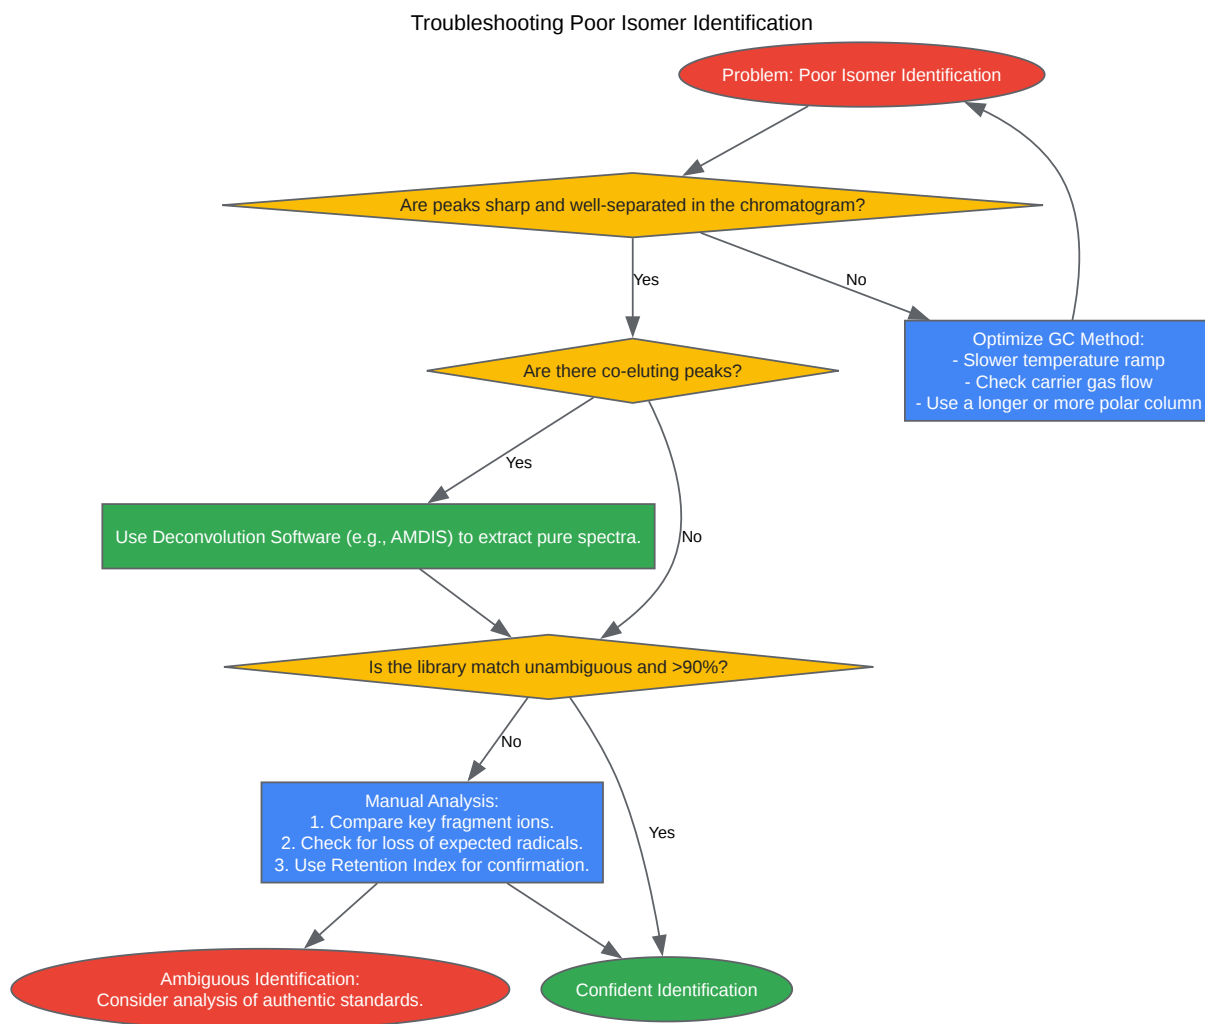 Troubleshooting Poor Isomer Identification
Problem: Poor Isomer Identification
Are peaks sharp and well-separated in the chromatogram?
Yes
No
Optimize GC Method:
- Slower temperature ramp
- Check carrier gas flow
- Use a longer or more polar column
Are there co-eluting peaks?
Yes
No
Use Deconvolution Software (e.g., AMDIS) to extract pure spectra.
Is the library match unambiguous and >90%?
No
Yes
Manual Analysis:
1. Compare key fragment ions.
2. Check for loss of expected radicals.
3. Use Retention Index for confirmation.
Ambiguous Identification:
Consider analysis of authentic standards.
Confident Identification